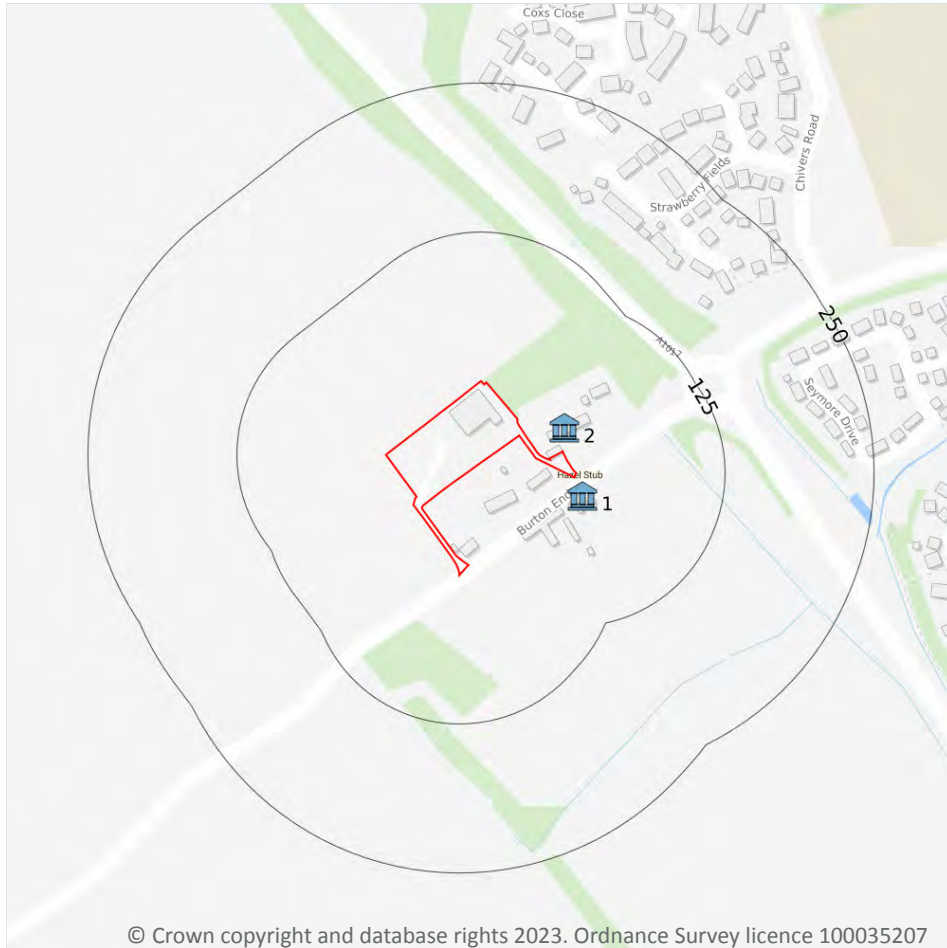 Coxs Close
Chivers Road
Strawberry Fields
250
A1017
125
Seymore Drive
2
Hazel Stub
1
Burton End
© Crown copyright and database rights 2023. Ordnance Survey licence 100035207